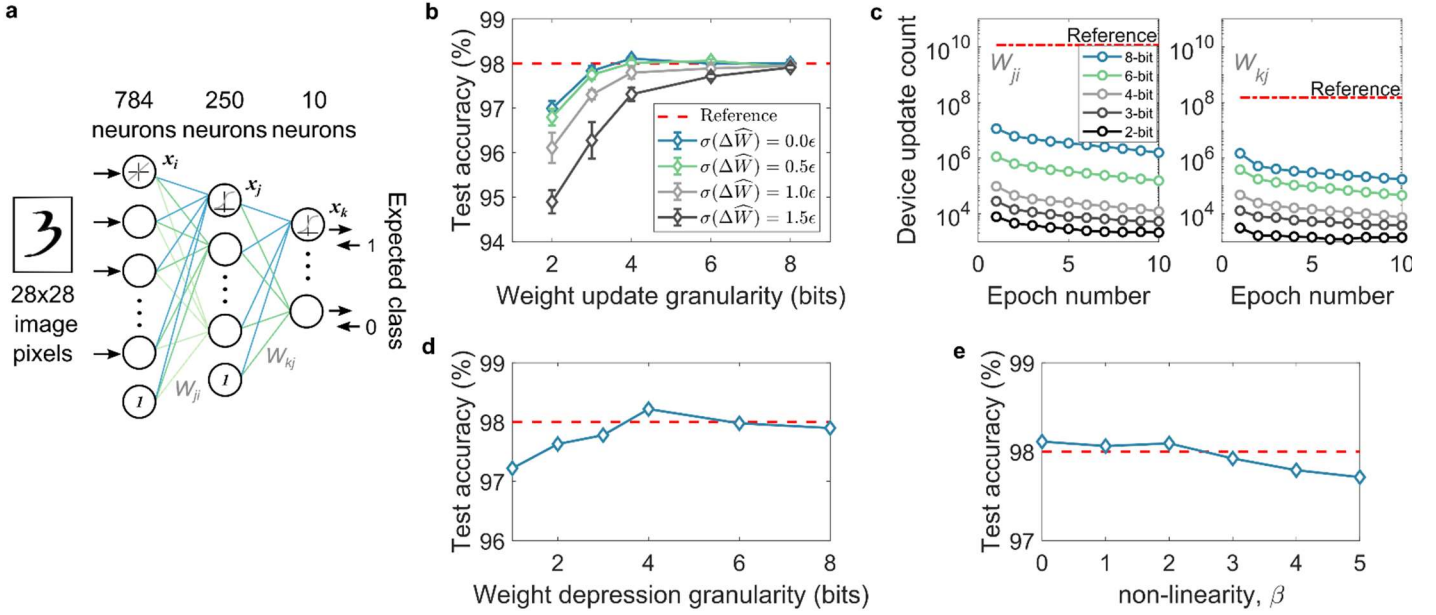 a
784 250 10
neurons neurons neurons
x_i
x_j
x_k
1
0
Expected class
28x28
image
pixels
W_ji
W_kj
1
1
b
99
98
97
96
95
94
Test accuracy (%)
2 4 6 8
Weight update granularity (bits)
Reference
σ(ΔŴ) = 0.0ϵ
σ(ΔŴ) = 0.5ϵ
σ(ΔŴ) = 1.0ϵ
σ(ΔŴ) = 1.5ϵ
c
Device update count
10^10
10^8
10^6
10^4
Reference
W_ji
8-bit
6-bit
4-bit
3-bit
2-bit
0 5 10
Epoch number
10^10
10^8
10^6
10^4
W_kj
Reference
0 5 10
Epoch number
d
99
98
97
96
Test accuracy (%)
2 4 6 8
Weight depression granularity (bits)
e
99
98
97
Test accuracy (%)
0 1 2 3 4 5
non-linearity, β